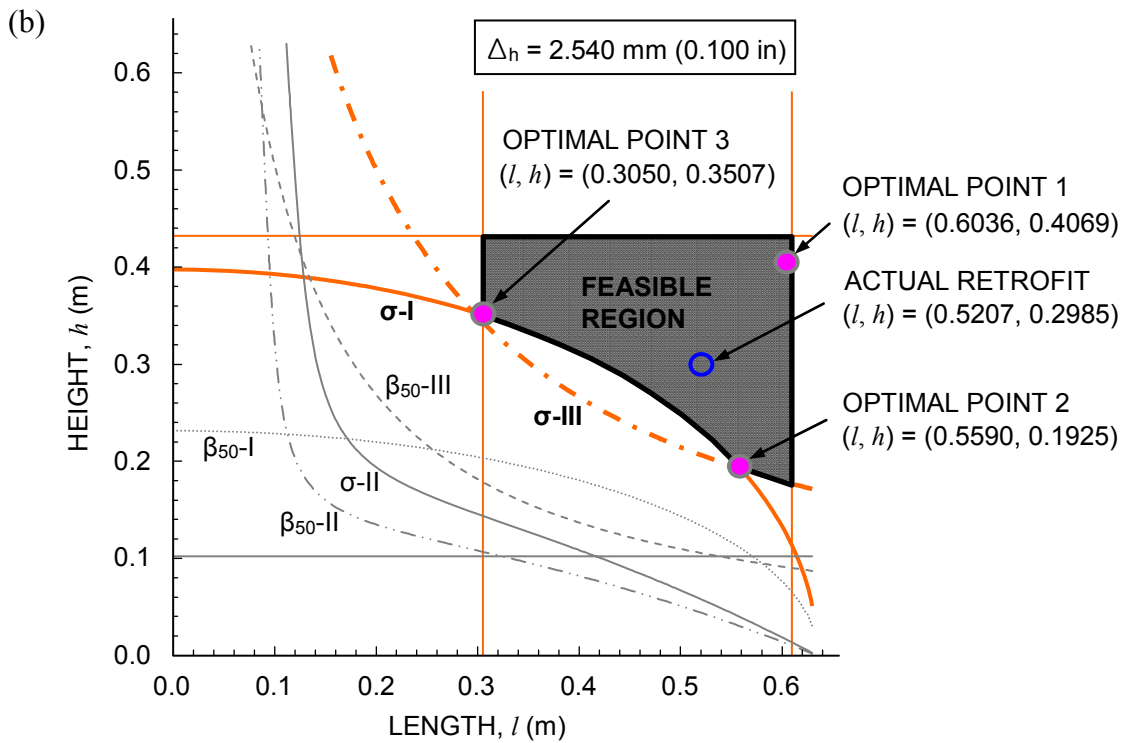 (b)
Δh = 2.540 mm (0.100 in)
OPTIMAL POINT 3
(l, h) = (0.3050, 0.3507)
OPTIMAL POINT 1
(l, h) = (0.6036, 0.4069)
ACTUAL RETROFIT
(l, h) = (0.5207, 0.2985)
OPTIMAL POINT 2
(l, h) = (0.5590, 0.1925)
FEASIBLE
REGION
σ-I
σ-III
β50-III
β50-I
σ-II
β50-II
HEIGHT, h (m)
0.6
0.5
0.4
0.3
0.2
0.1
0.0
0.0 0.1 0.2 0.3 0.4 0.5 0.6
LENGTH, l (m)